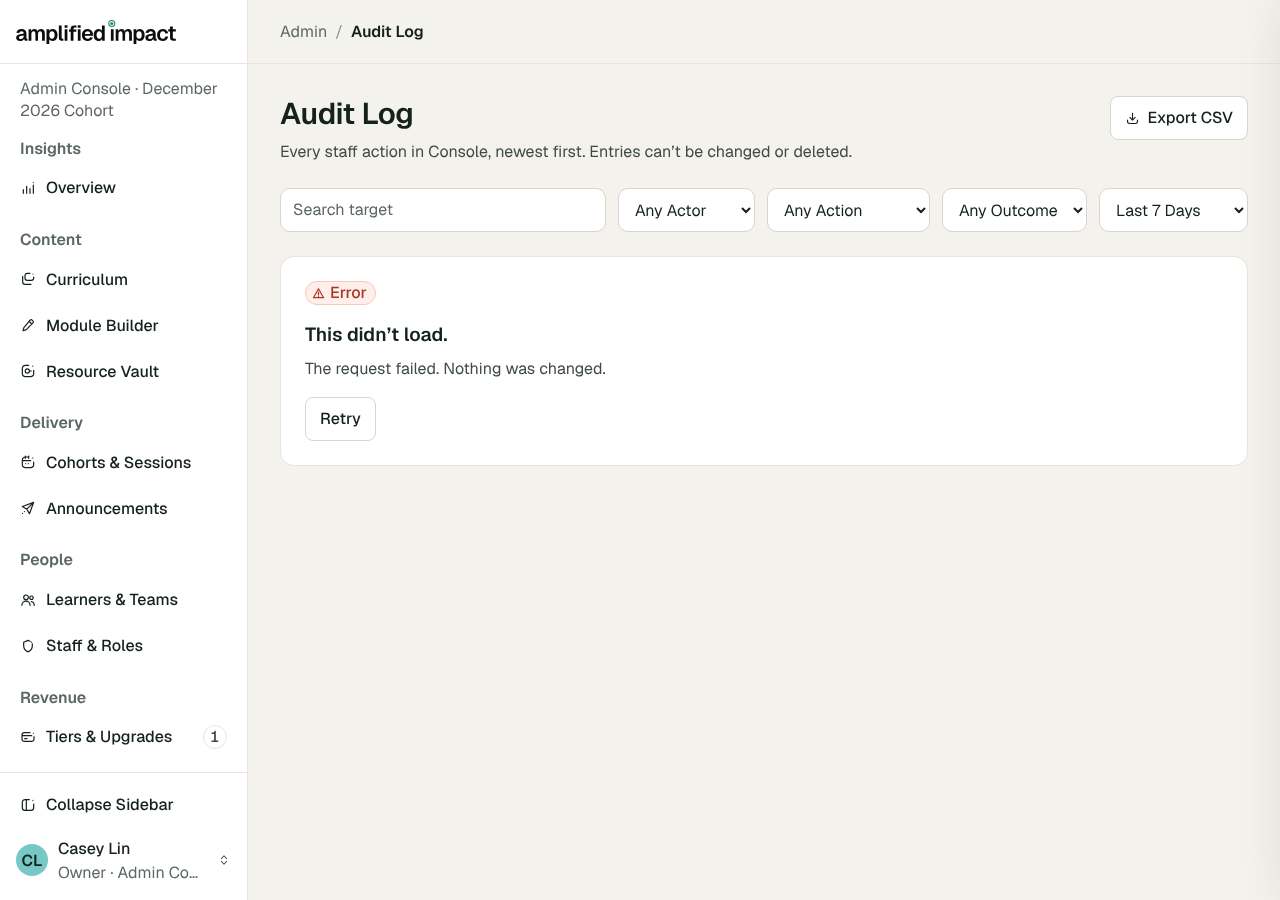 amplified impact
Admin / Audit Log
Admin Console · December
2026 Cohort
Insights
Overview
Content
Curriculum
Module Builder
Resource Vault
Delivery
Cohorts & Sessions
Announcements
People
Learners & Teams
Staff & Roles
Revenue
Tiers & Upgrades 1
Collapse Sidebar
CL
Casey Lin
Owner · Admin Co...
Audit Log
Export CSV
Every staff action in Console, newest first. Entries can’t be changed or deleted.
Search target Any Actor Any Action Any Outcome Last 7 Days
Error
This didn’t load.
The request failed. Nothing was changed.
Retry